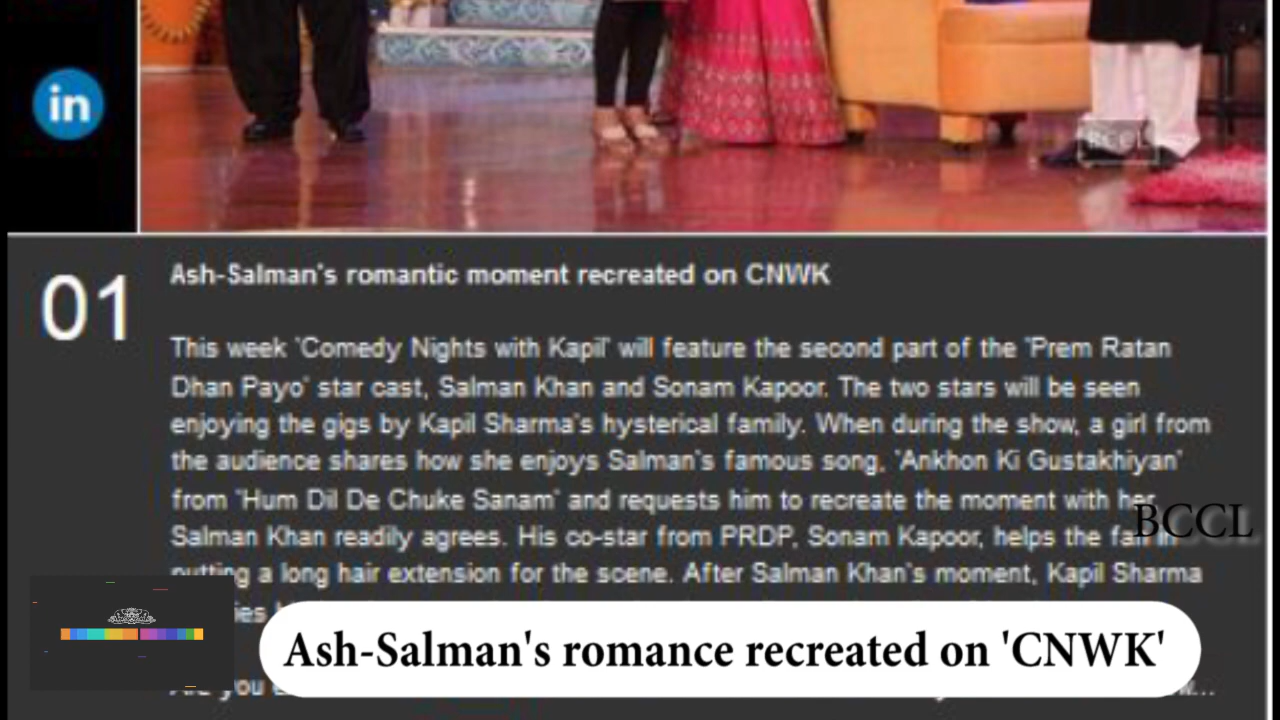 in
BCCL
01
Ash-Salman's romantic moment recreated on CNWK
This week 'Comedy Nights with Kapil' will feature the second part of the 'Prem Ratan
Dhan Payo' star cast, Salman Khan and Sonam Kapoor. The two stars will be seen
enjoying the gigs by Kapil Sharma's hysterical family. When during the show, a girl from
the audience shares how she enjoys Salman's famous song, 'Ankhon Ki Gustakhiyan'
from 'Hum Dil De Chuke Sanam' and requests him to recreate the moment with her,
Salman Khan readily agrees. His co-star from PRDP, Sonam Kapoor, helps the fan in
BCCL
putting a long hair extension for the scene. After Salman Khan's moment, Kapil Sharma
Ash-Salman's romance recreated on 'CNWK'
you